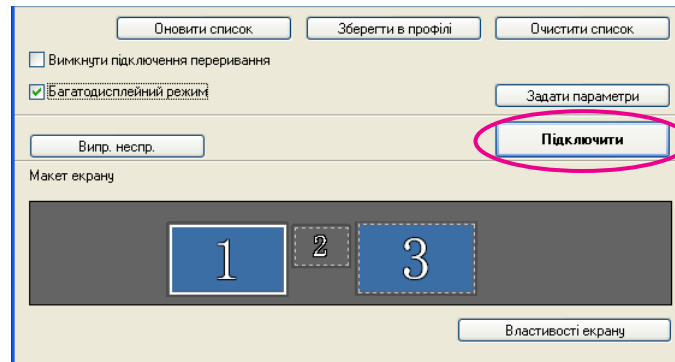 Оновити список Зберегти в профілі Очистити список
Вимкнути підключення переривання
Багатодисплейний режим
Задати параметри
Підключити
Випр. неспр.
Макет екрану
1 2 3
Властивості екрану